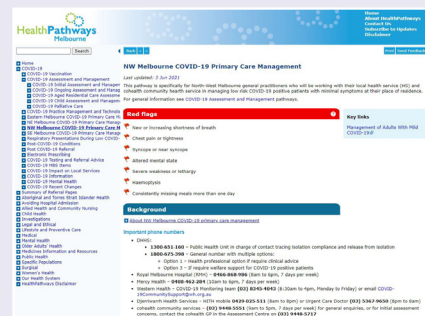 HealthPathways
Melbourne
Home
About HealthPathways
Contact Us
Subscribe to Updates
Disclaimer
Search
Back
Print Send Feedback
Home
COVID-19
COVID-19 Vaccination
COVID-19 Assessment and Management
COVID-19 Initial Assessment and Managem
COVID-19 Ongoing Assessment and Manag
COVID-19 Aged Residential Care Assessme
COVID-19 Child Assessment and Managem
COVID-19 Palliative Care
COVID-19 Practice Management and Technolo
Eastern Melbourne COVID-19 Primary Care M
NE Melbourne COVID-19 Primary Care Manag
NW Melbourne COVID-19 Primary Care M
SE Melbourne COVID-19 Primary Care Manag
Respiratory Presentations During Low COVID-
Post-COVID-19 Conditions
Post COVID-19 Referral
Electronic Prescribing
COVID-19 Testing and Referral Advice
COVID-19 MBS Items
COVID-19 Impact on Local Services
COVID-19 Information
COVID-19 Mental Health
COVID-19 Recent Changes
Summary of Referral Pages
Aboriginal and Torres Strait Islander Health
Avoiding Hospital Admission
Allied Health and Community Nursing
Child Health
Investigations
Legal and Ethical
Lifestyle and Preventive Care
Medical
Mental Health
Older Adults' Health
Medicines Information and Resources
Public Health
Specific Populations
Surgical
Women's Health
Our Health System
HealthPathways Disclaimer
NW Melbourne COVID-19 Primary Care Management
Last updated: 3 Jun 2021
This pathway is specifically for North-West Melbourne general practitioners who will be working with their local health service (HS) and
cohealth community health service in managing low risk COVID-19 positive patients with minimal symptoms at their place of residence.
For general information see COVID-19 Assessment and Management pathways.
Red flags
New or increasing shortness of breath
Chest pain or tightness
Syncope or near syncope
Altered mental state
Severe weakness or lethargy
Haemoptysis
Consistently missing meals more than one day
Key links
Management of Adults With Mild
COVID-19
Background
About NW Melbourne COVID-19 primary care management
Important phone numbers
• DHHS:
• 1300-651-160 – Public Health Unit in charge of contact tracing isolation compliance and release from isolation
• 1800-675-398 – General number with multiple options:
• Option 1 – Health professional option if require clinical advice
• Option 3 – if require welfare support for COVID-19 positive patients
• Royal Melbourne Hospital (RMH) – 0466-868-986 (8am to 6pm, 7 days per week)
• Mercy Health – 0408-462-284 (10am to 6pm, 7 days per week)
• Western Health – COVID-19 Monitoring team (03) 8345-4043 (8:30am to 6pm, Monday to Friday) or email COVID-
19CommunitySupport@wh.org.au
• Djerriwarrh Health Services – HITH mobile 0429-025-511 (8am to 8pm) or Urgent Care Doctor (03) 5367-9650 (8pm to 8am)
• cohealth community services – (03) 9448-5551 (9am to 5pm, 7 days per week) for general enquiries, or for initial assessment
concerns, contact the cohealth GP in the Assessment Centre on (03) 9448-5717